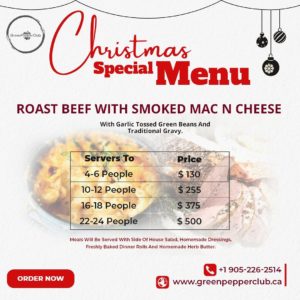 GreenPepperClub
Christmas
Special Menu
ROAST BEEF WITH SMOKED MAC N CHEESE
With Garlic Tossed Green Beans And
Traditional Gravy.
Servers To Price
4-6 People $ 130
10-12 People $ 255
16-18 People $ 375
22-24 People $ 500
Meals Will Be Served With Side Of House Salad, Homemade Dressings,
Freshly Baked Dinner Rolls And Homemade Herb Butter.
ORDER NOW
+1 905-226-2514
www.greenpepperclub.ca